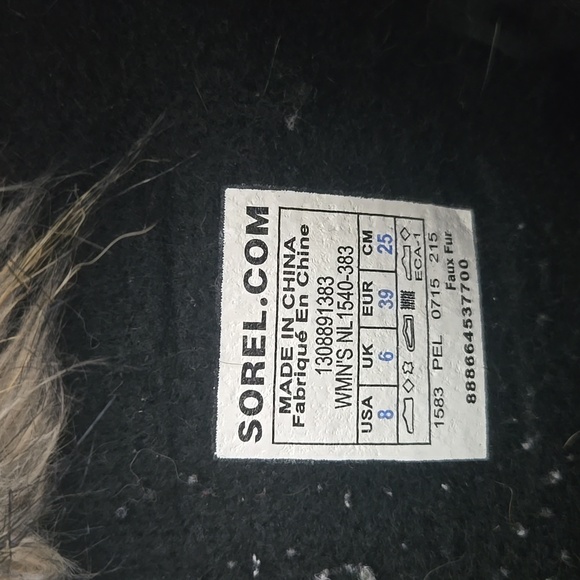 SOREL.COM
MADE IN CHINA
Fabriqué En Chine
1308891383
WMN'S NL1540-383
USA UK EUR CM
8 6 39 25
ECA-1
1583 PEL 0715 215
Faux Fur
888664537700